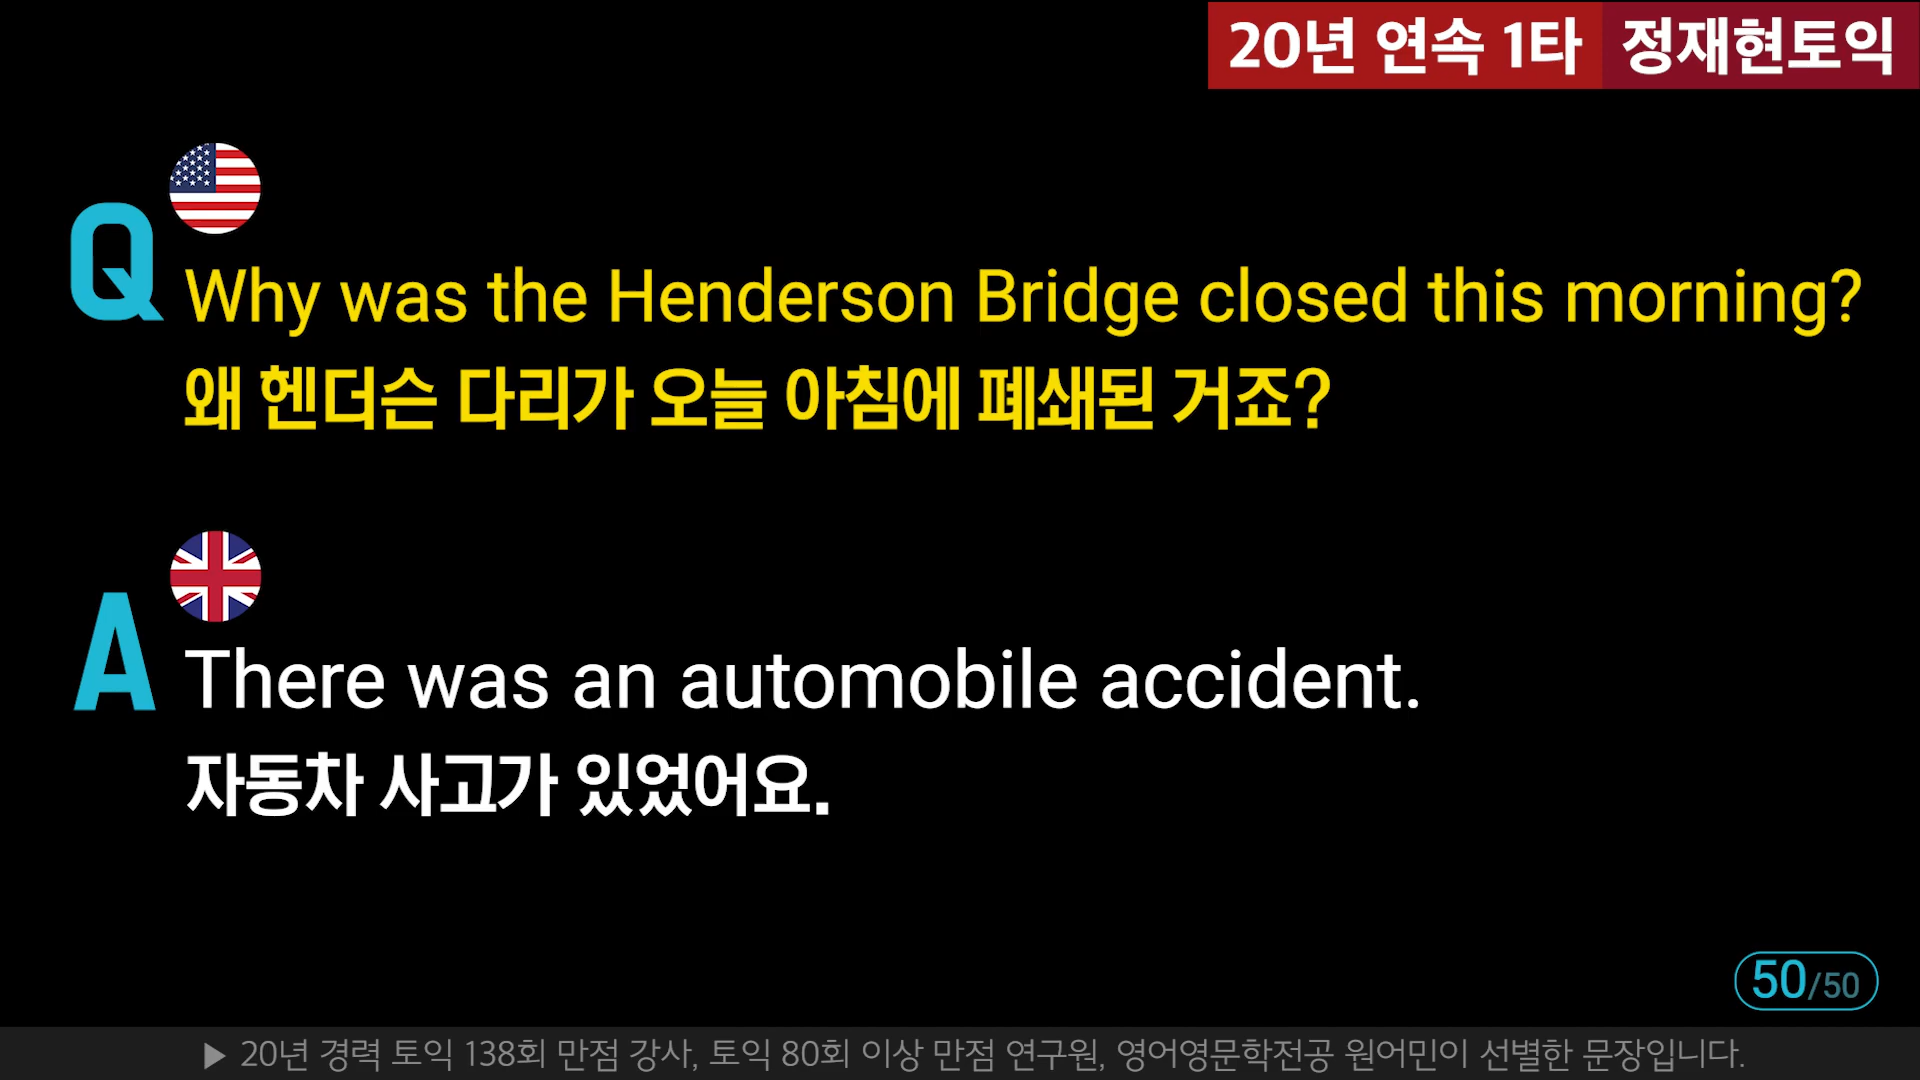 20년 연속 1타 정재현토익
Q
Why was the Henderson Bridge closed this morning?
왜 헨더슨 다리가 오늘 아침에 폐쇄된 거죠?
A
There was an automobile accident.
자동차 사고가 있었어요.
50/50
▶ 20년 경력 토익 138회 만점 강사, 토익 80회 이상 만점 연구원, 영어영문학전공 원어민이 선별한 문장입니다.